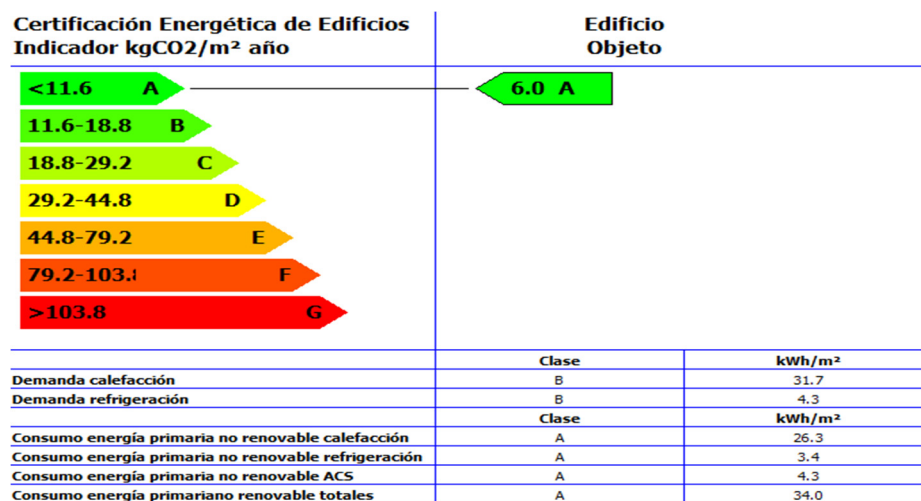 Certificación Energética de Edificios
Indicador kgCO2/m² año
Edificio
Objeto
<11.6 A
6.0 A
11.6-18.8 B
18.8-29.2 C
29.2-44.8 D
44.8-79.2 E
79.2-103. F
>103.8 G
Clase kWh/m²
Demanda calefacción B 31.7
Demanda refrigeración B 4.3
Clase kWh/m²
Consumo energía primaria no renovable calefacción A 26.3
Consumo energía primaria no renovable refrigeración A 3.4
Consumo energía primaria no renovable ACS A 4.3
Consumo energía primariano renovable totales A 34.0